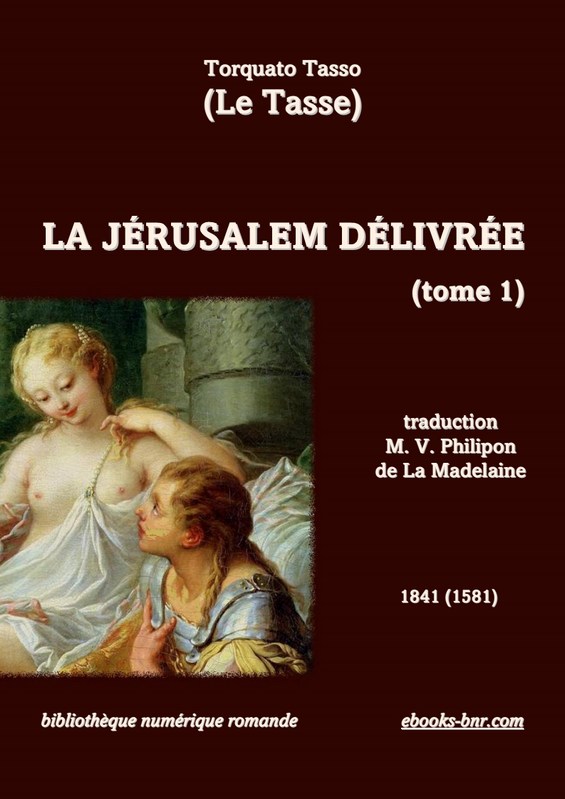 Torquato Tasso
(Le Tasse)
LA JÉRUSALEM DÉLIVRÉE
(tome 1)
traduction
M. V. Philipon
de La Madelaine
1841 (1581)
bibliothèque numérique romande
ebooks-bnr.com